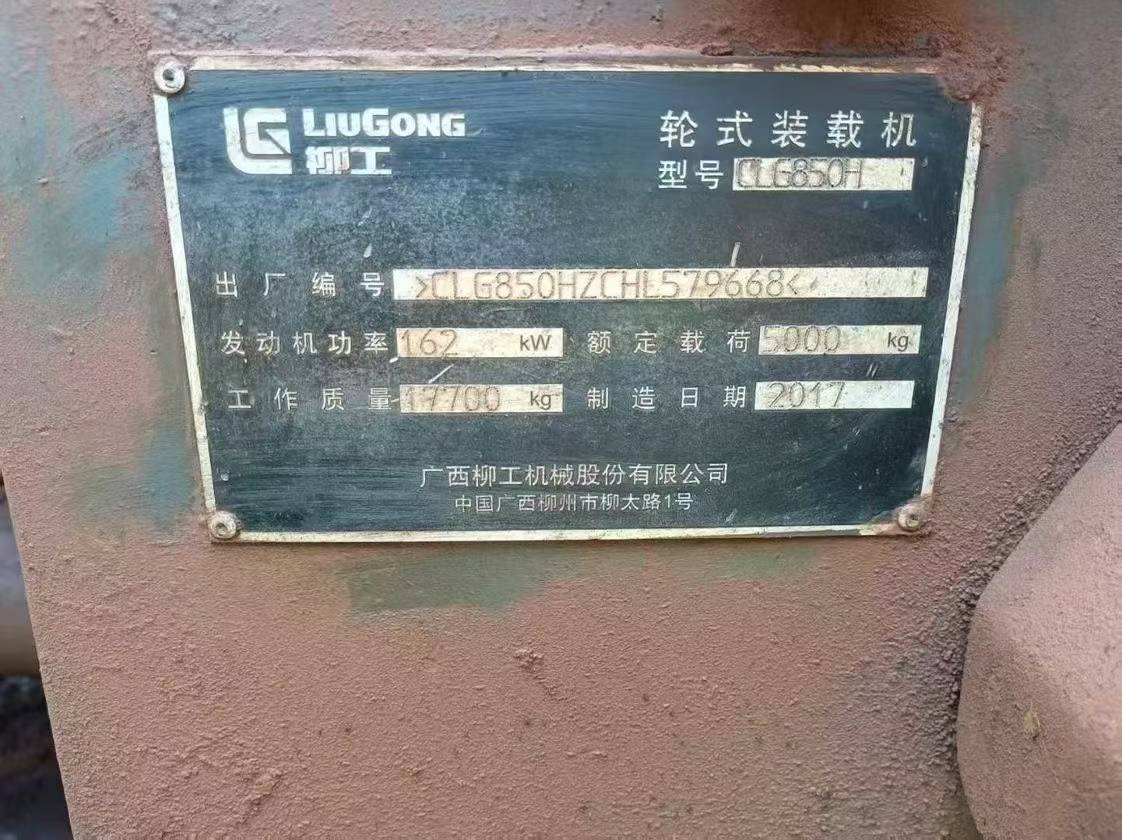 LG LIUGONG
柳工
轮式装载机
型号 CLG850H
出厂编号 >CLG850HZCHL579668<
发动机功率 162 kW 额定载荷 5000 kg
工作质量 17700 kg 制造日期 2017
广西柳工机械股份有限公司
中国广西柳州市柳太路1号